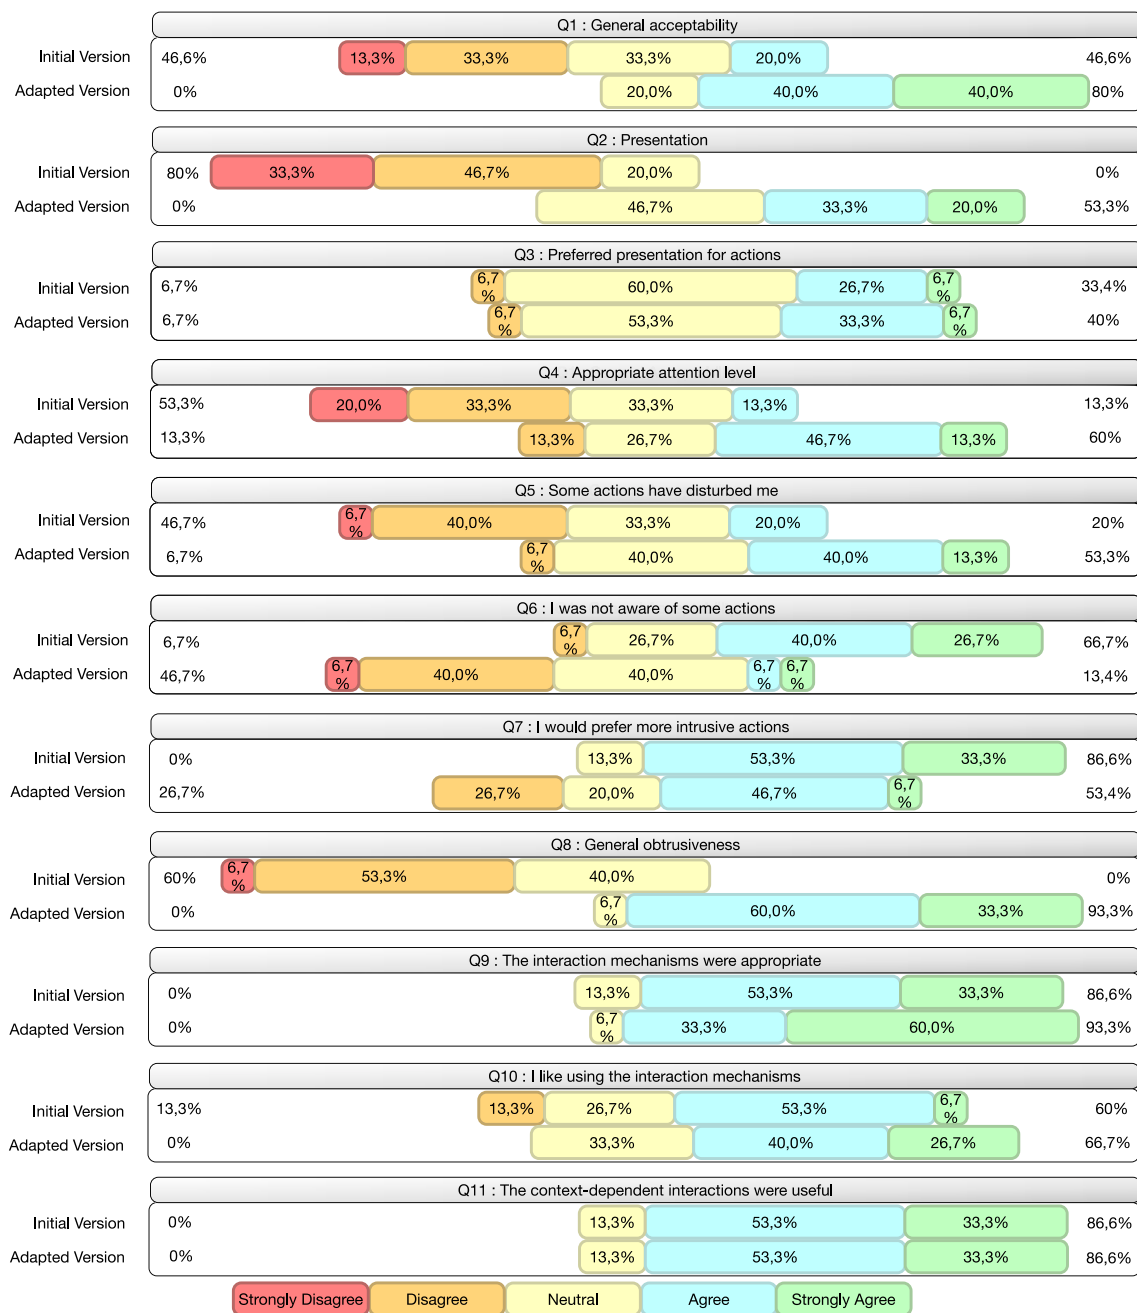 Q1 : General acceptability
Initial Version 46,6% 13,3% 33,3% 33,3% 20,0% 46,6%
Adapted Version 0% 20,0% 40,0% 40,0% 80%
Q2 : Presentation
Initial Version 80% 33,3% 46,7% 20,0% 0%
Adapted Version 0% 46,7% 33,3% 20,0% 53,3%
Q3 : Preferred presentation for actions
Initial Version 6,7% 6,7 % 60,0% 26,7% 6,7 % 33,4%
Adapted Version 6,7% 6,7 % 53,3% 33,3% 6,7 % 40%
Q4 : Appropriate attention level
Initial Version 53,3% 20,0% 33,3% 33,3% 13,3% 13,3%
Adapted Version 13,3% 13,3% 26,7% 46,7% 13,3% 60%
Q5 : Some actions have disturbed me
Initial Version 46,7% 6,7 % 40,0% 33,3% 20,0% 20%
Adapted Version 6,7% 6,7 % 40,0% 40,0% 13,3% 53,3%
Q6 : I was not aware of some actions
Initial Version 6,7% 6,7 % 26,7% 40,0% 26,7% 66,7%
Adapted Version 46,7% 6,7 % 40,0% 40,0% 6,7 % 6,7 % 13,4%
Q7 : I would prefer more intrusive actions
Initial Version 0% 13,3% 53,3% 33,3% 86,6%
Adapted Version 26,7% 26,7% 20,0% 46,7% 6,7 % 53,4%
Q8 : General obtrusiveness
Initial Version 60% 6,7 % 53,3% 40,0% 0%
Adapted Version 0% 6,7 % 60,0% 33,3% 93,3%
Q9 : The interaction mechanisms were appropriate
Initial Version 0% 13,3% 53,3% 33,3% 86,6%
Adapted Version 0% 6,7 % 33,3% 60,0% 93,3%
Q10 : I like using the interaction mechanisms
Initial Version 13,3% 13,3% 26,7% 53,3% 6,7 % 60%
Adapted Version 0% 33,3% 40,0% 26,7% 66,7%
Q11 : The context-dependent interactions were useful
Initial Version 0% 13,3% 53,3% 33,3% 86,6%
Adapted Version 0% 13,3% 53,3% 33,3% 86,6%
Strongly Disagree Disagree Neutral Agree Strongly Agree